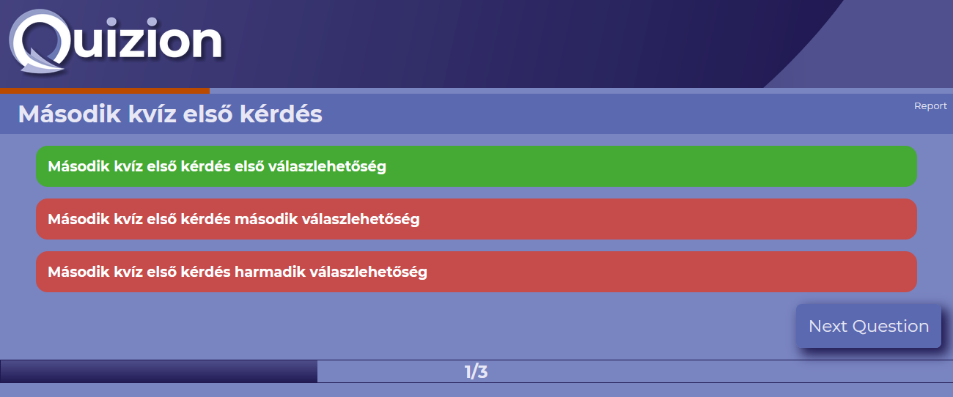 Quizion
Második kvíz első kérdés
Report
Második kvíz első kérdés első válaszlehetőség
Második kvíz első kérdés második válaszlehetőség
Második kvíz első kérdés harmadik válaszlehetőség
Next Question
1/3